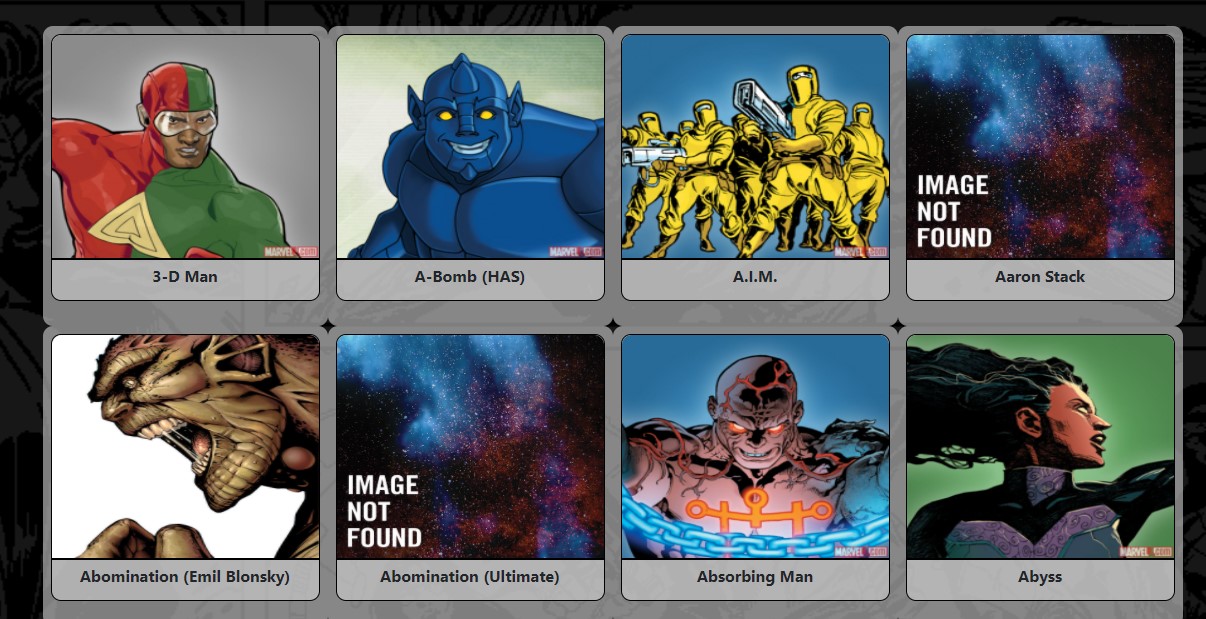 MARVEL.COM
MARVEL.COM
MARVEL.COM
IMAGE
NOT
FOUND
3-D Man
A-Bomb (HAS)
A.I.M.
Aaron Stack
IMAGE
NOT
FOUND
MARVEL.COM
MARVEL.COM
Abomination (Emil Blonsky)
Abomination (Ultimate)
Absorbing Man
Abyss